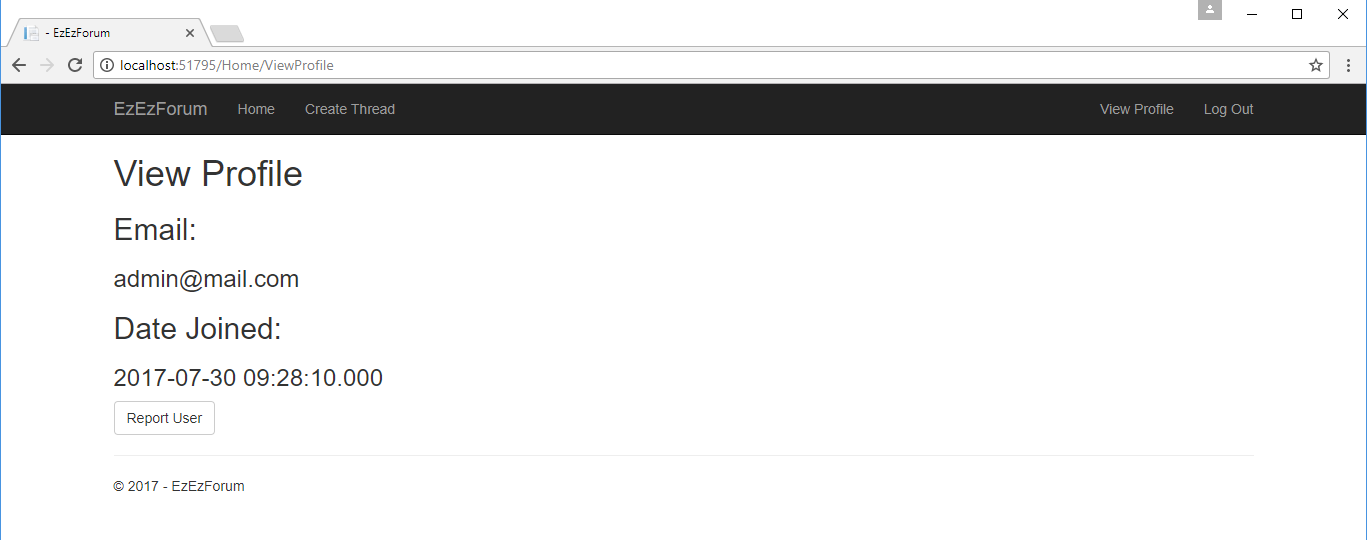 - EzEzForum
localhost:51795/Home/ViewProfile
EzEzForum Home Create Thread View Profile Log Out
View Profile
Email:
admin@mail.com
Date Joined:
2017-07-30 09:28:10.000
Report User
© 2017 - EzEzForum